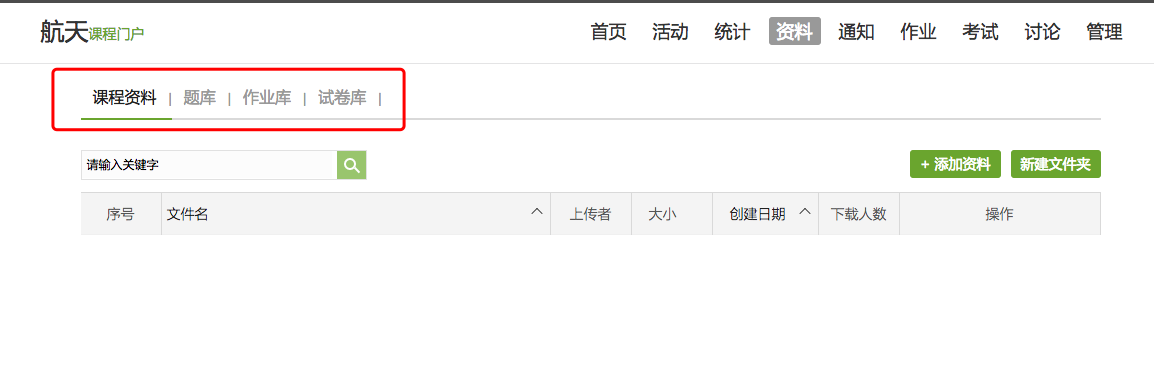 航天课程门户 首页 活动 统计 资料 通知 作业 考试 讨论 管理
课程资料 | 题库 | 作业库 | 试卷库 |
请输入关键字 + 添加资料 新建文件夹
序号 文件名 上传者 大小 创建日期 下载人数 操作